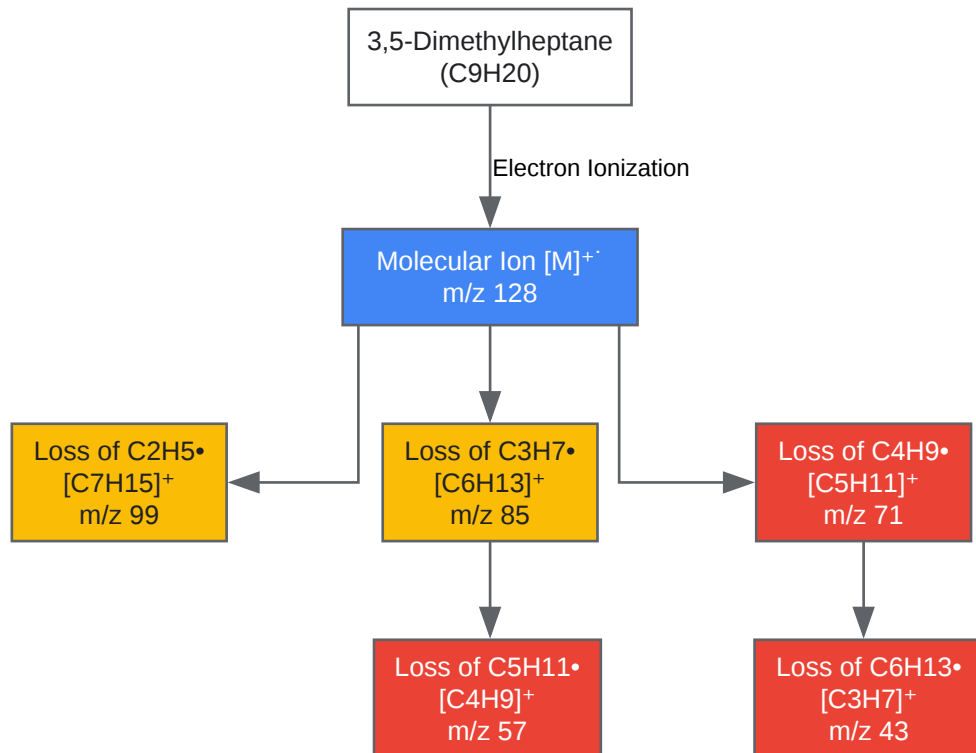 3,5-Dimethylheptane
(C9H20)
Electron Ionization
Molecular Ion [M]⁺˙
m/z 128
Loss of C2H5•
[C7H15]⁺
m/z 99
Loss of C3H7•
[C6H13]⁺
m/z 85
Loss of C4H9•
[C5H11]⁺
m/z 71
Loss of C5H11•
[C4H9]⁺
m/z 57
Loss of C6H13•
[C3H7]⁺
m/z 43